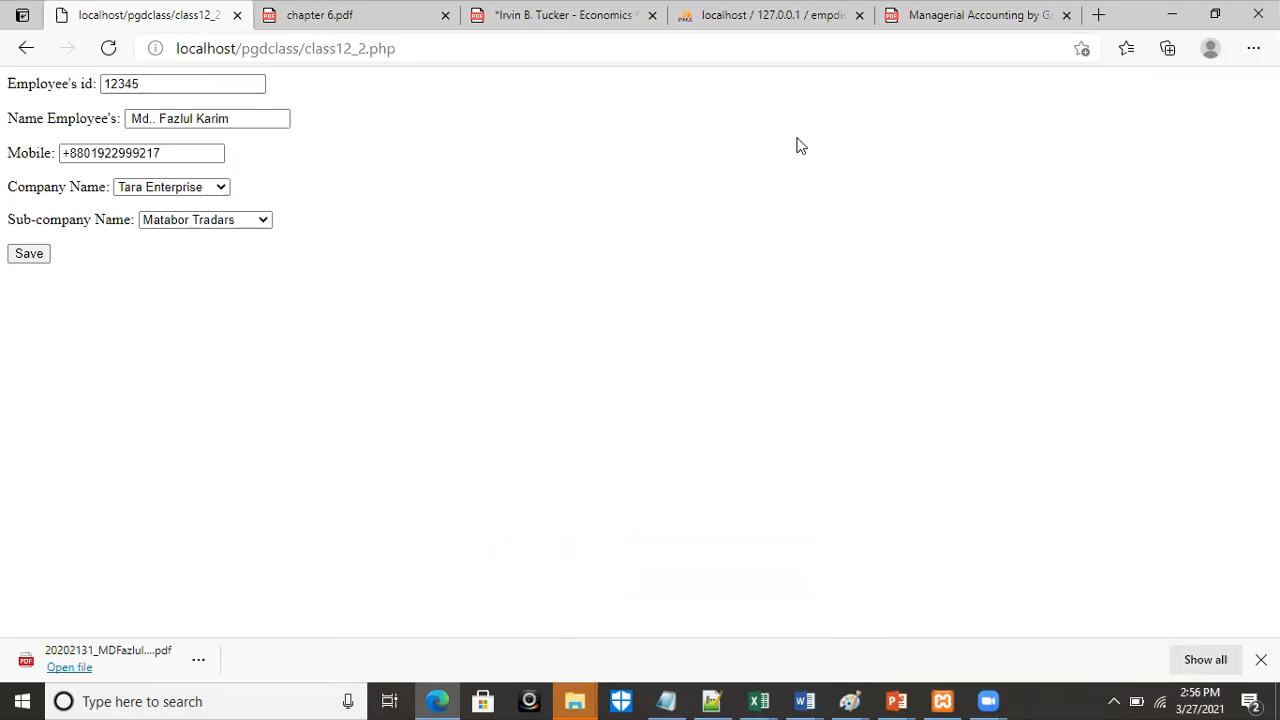 localhost/pgdclass/class12_2
chapter 6.pdf
*Irvin B. Tucker - Economics
localhost / 127.0.0.1 / empdis
Managerial Accounting by Ga
localhost/pgdclass/class12_2.php
Employee's id: 12345
Name Employee's: Md.. Fazlul Karim
Mobile: +8801922999217
Company Name: Tara Enterprise
Sub-company Name: Matabor Tradars
Save
20202131_MDFazlul....pdf
Open file
Show all
Type here to search
2:56 PM
3/27/2021
2